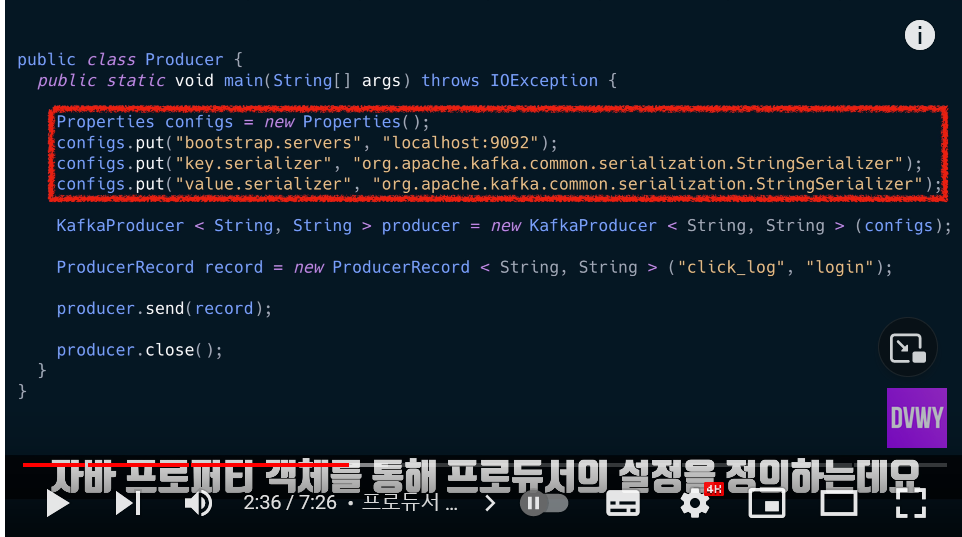 public class Producer {
public static void main(String[] args) throws IOException {
Properties configs = new Properties();
configs.put("bootstrap.servers", "localhost:9092");
configs.put("key.serializer", "org.apache.kafka.common.serialization.StringSerializer");
configs.put("value.serializer", "org.apache.kafka.common.serialization.StringSerializer");
KafkaProducer < String, String > producer = new KafkaProducer < String, String > (configs);
ProducerRecord record = new ProducerRecord < String, String > ("click_log", "login");
producer.send(record);
producer.close();
}
}
DVWY
자바 프로퍼티 객체를 통해 프로듀서의 설정을 정의하는데요
2:36 / 7:26 • 프로듀서 ...
4K